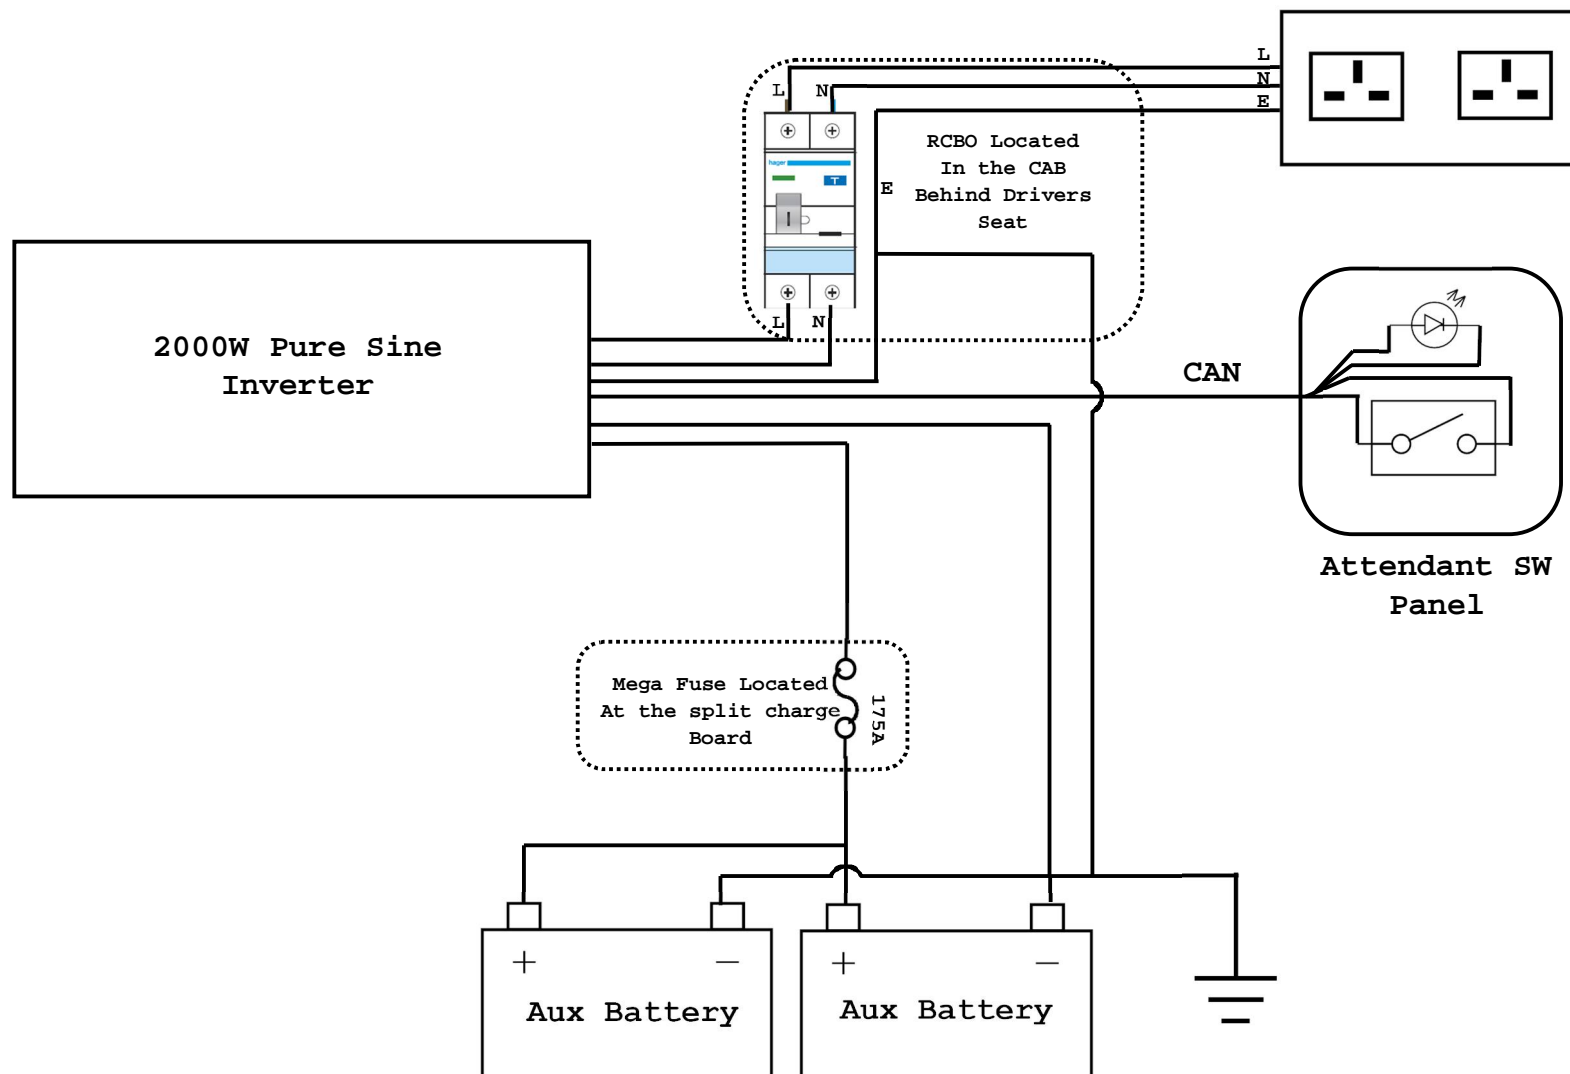 L
N
E
L
N
hager
T
E
RCBO Located
In the CAB
Behind Drivers
Seat
L
N
2000W Pure Sine
Inverter
CAN
Attendant SW
Panel
Mega Fuse Located
At the split charge
Board
175A
+
−
+
−
Aux Battery
Aux Battery